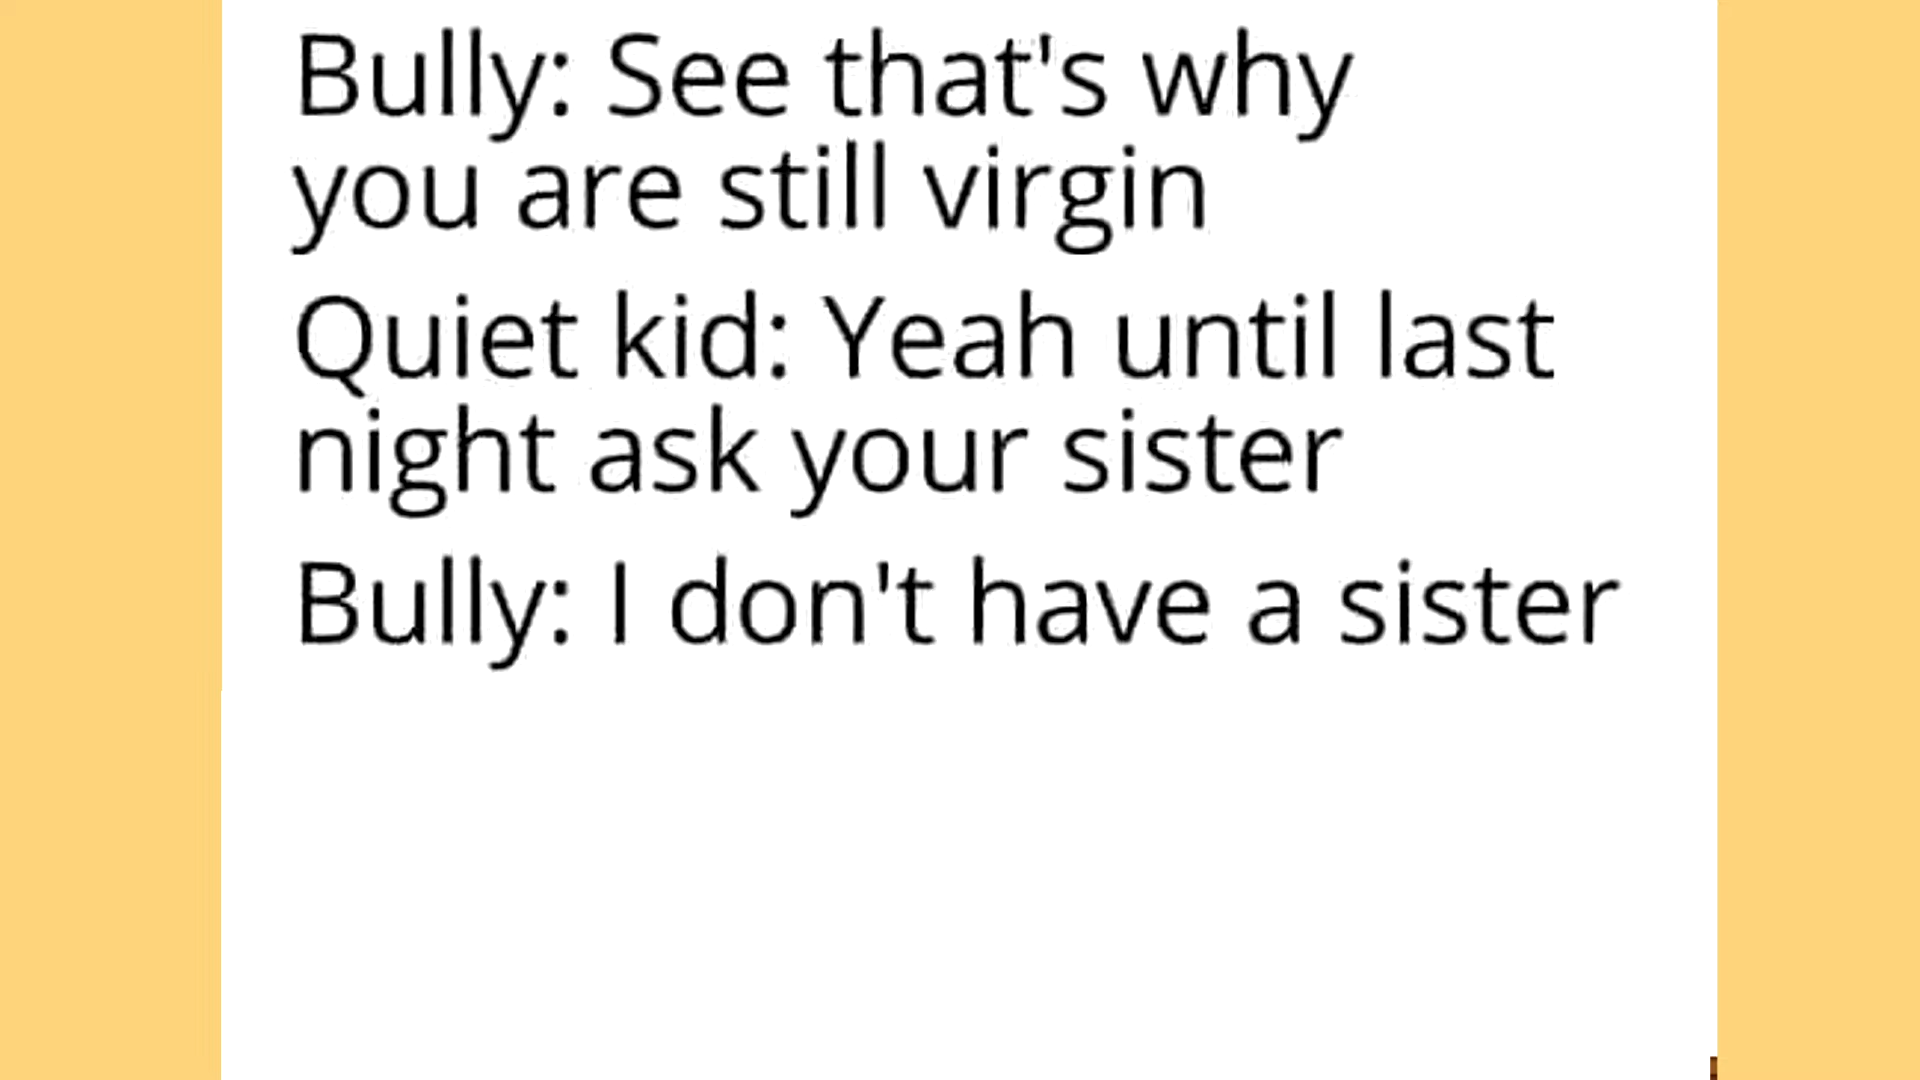 Bully: See that's why
you are still virgin
Quiet kid: Yeah until last
night ask your sister
Bully: I don't have a sister